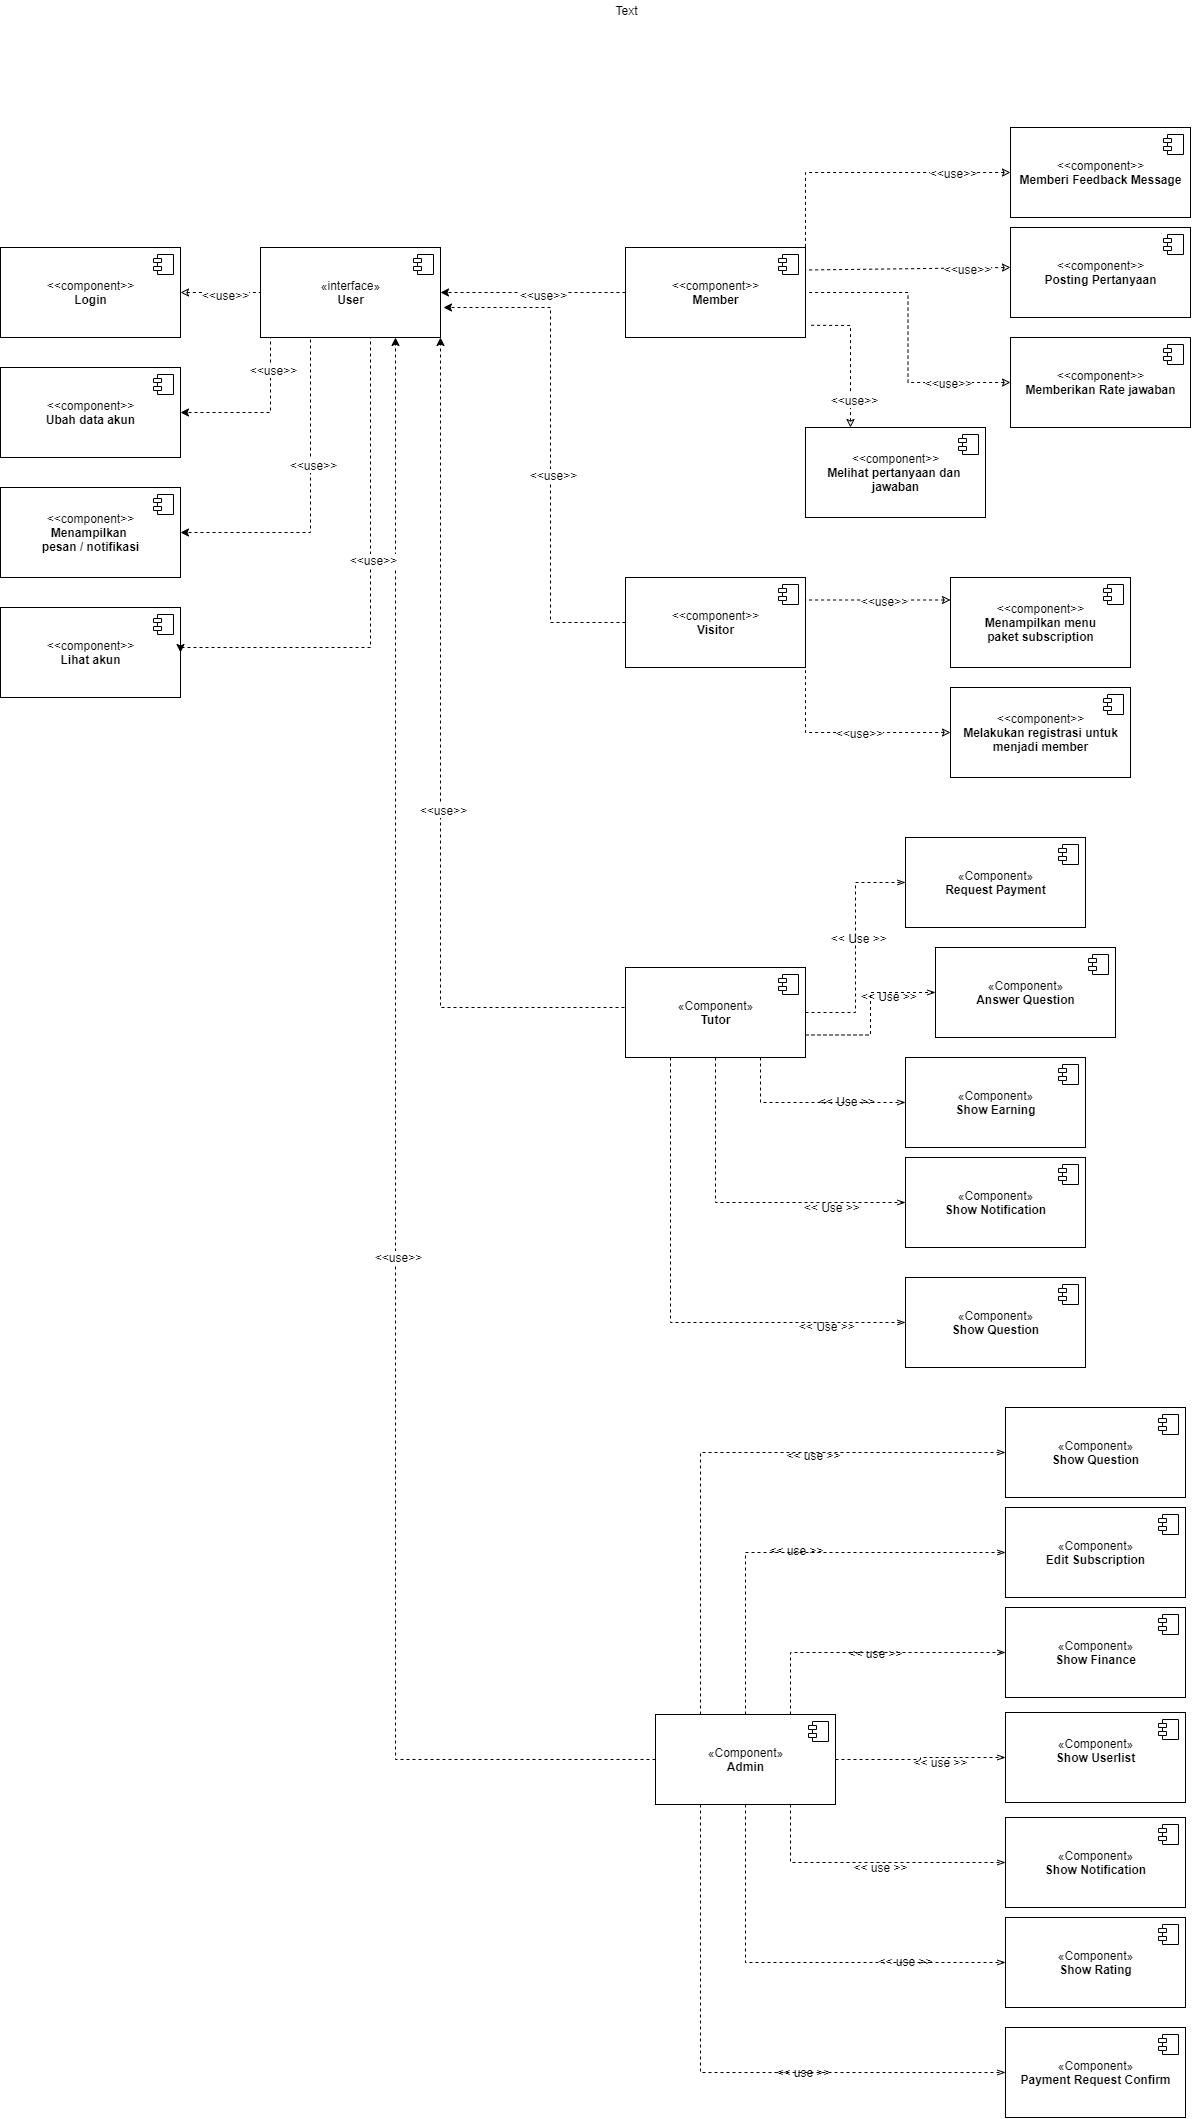 Text
<<component>>
Memberi Feedback Message
<<use>>
<<component>>
Posting Pertanyaan
<<use>>
<<component>>
Login
<<use>>
«interface»
User
<<use>>
<<component>>
Member
<<use>>
<<component>>
Ubah data akun
<<use>>
<<component>>
Memberikan Rate jawaban
<<use>>
<<use>>
<<component>>
Melihat pertanyaan dan
jawaban
<<use>>
<<use>>
<<component>>
Menampilkan
pesan / notifikasi
<<use>>
<<component>>
Lihat akun
<<component>>
Visitor
<<use>>
<<component>>
Menampilkan menu
paket subscription
<<use>>
<<component>>
Melakukan registrasi untuk
menjadi member
<<use>>
«Component»
Request Payment
<< Use >>
«Component»
Tutor
<< Use >>
«Component»
Answer Question
<< Use >>
«Component»
Show Earning
<< Use >>
«Component»
Show Notification
<<use>>
<< Use >>
«Component»
Show Question
<< use >>
«Component»
Show Question
<< use >>
«Component»
Edit Subscription
<< use >>
«Component»
Show Finance
«Component»
Admin
<< use >>
«Component»
Show Userlist
<< use >>
«Component»
Show Notification
<< use >>
«Component»
Show Rating
<< use >>
«Component»
Payment Request Confirm